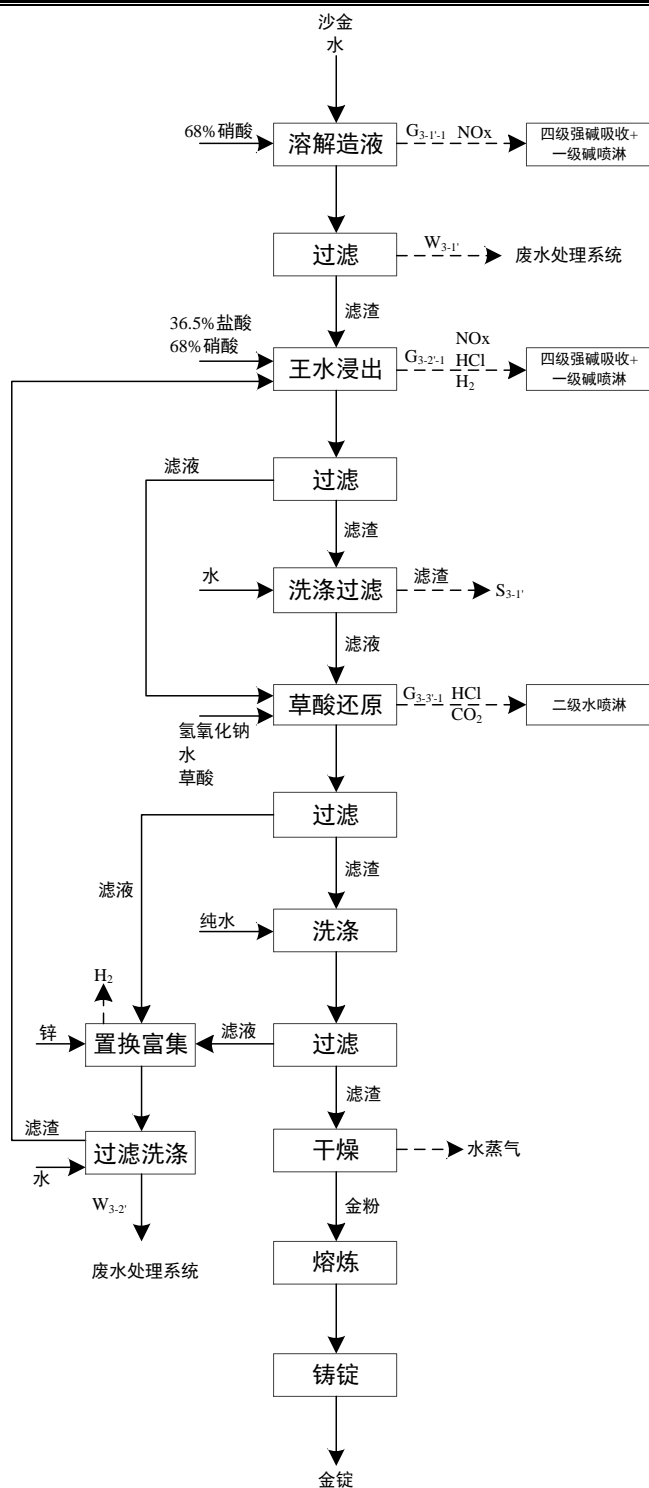 沙金
水
68%硝酸
溶解造液
G3-1'-1 NOx
四级强碱吸收+
一级碱喷淋
过滤
W3-1'
废水处理系统
滤渣
36.5%盐酸
68%硝酸
王水浸出
G3-2'-1
NOx
HCl
H2
四级强碱吸收+
一级碱喷淋
滤液
过滤
滤渣
水
洗涤过滤
滤渣
S3-1'
滤液
草酸还原
G3-3'-1 HCl
CO2
二级水喷淋
氢氧化钠
水
草酸
过滤
滤液
滤渣
纯水
洗涤
H2
锌
置换富集
滤液
过滤
滤渣
滤渣
过滤洗涤
水
干燥
水蒸气
W3-2'
金粉
废水处理系统
熔炼
铸锭
金锭